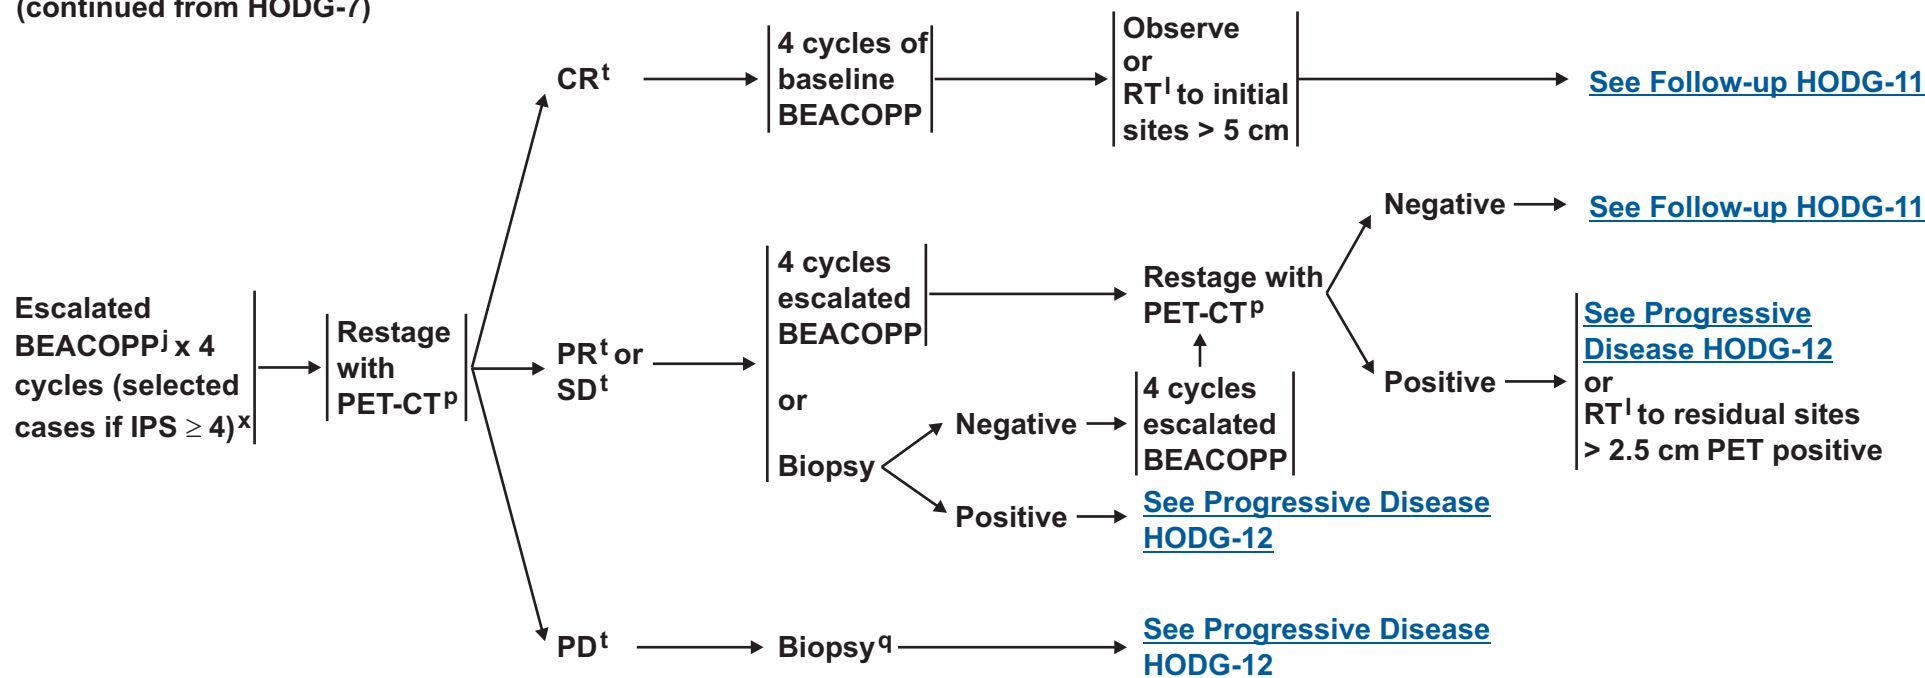 (continued from HODG-7)
Escalated
BEACOPPj x 4
cycles (selected
cases if IPS ≥ 4)x
Restage
with
PET-CTp
CRt
4 cycles of
baseline
BEACOPP
Observe
or
RTl to initial
sites > 5 cm
See Follow-up HODG-11
PRt or
SDt
4 cycles
escalated
BEACOPP
or
Biopsy
Negative
4 cycles
escalated
BEACOPP
Positive
See Progressive Disease
HODG-12
Restage with
PET-CTp
Negative
See Follow-up HODG-11
Positive
See Progressive
Disease HODG-12
or
RTl to residual sites
> 2.5 cm PET positive
PDt
Biopsyq
See Progressive Disease
HODG-12